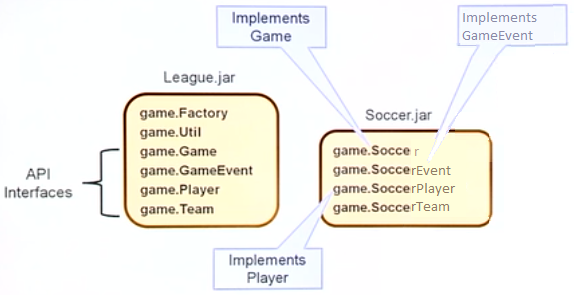 Implements
Game
Implements
GameEvent
League.jar
Soccer.jar
game.Factory
game.Util
game.Game
game.GameEvent
game.Player
game.Team
API
Interfaces
game.Soccer
game.SoccerEvent
game.SoccerPlayer
game.SoccerTeam
Implements
Player